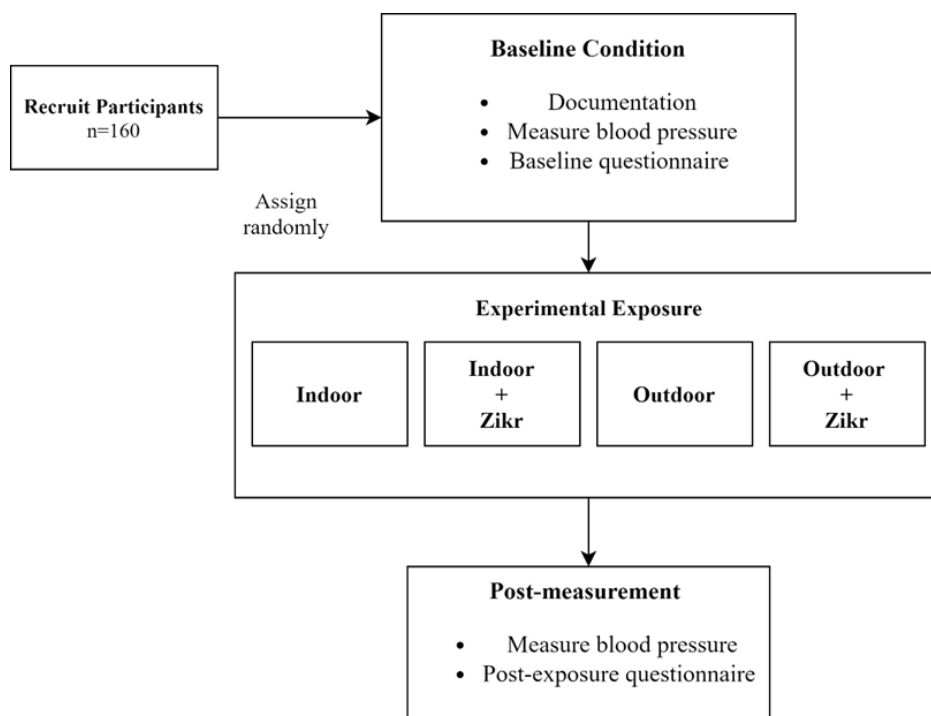 Recruit Participants
n=160
Assign
randomly
Baseline Condition
• Documentation
• Measure blood pressure
• Baseline questionnaire
Experimental Exposure
Indoor
Indoor
+
Zikr
Outdoor
Outdoor
+
Zikr
Post-measurement
• Measure blood pressure
• Post-exposure questionnaire